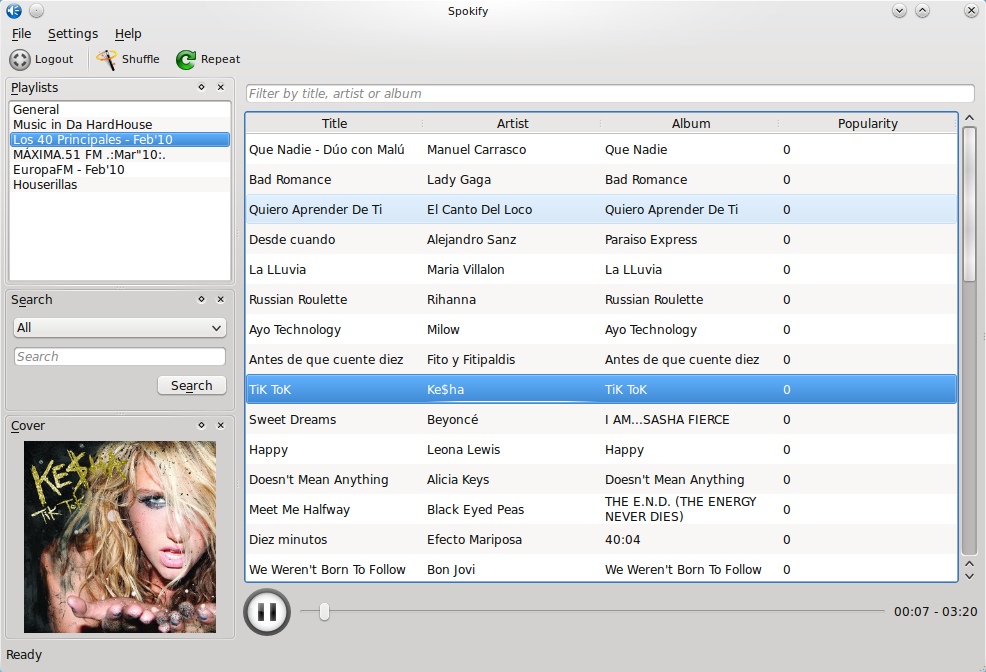 Spokify
File Settings Help
Logout Shuffle Repeat
Playlists
General
Music in Da HardHouse
Los 40 Principales - Feb'10
MÁXIMA.51 FM .:Mar"10:.
EuropaFM - Feb'10
Houserillas
Search
All
Search
Search
Cover
KE$HA
TiK ToK
Filter by title, artist or album
Title Artist Album Popularity
Que Nadie - Dúo con Malú Manuel Carrasco Que Nadie 0
Bad Romance Lady Gaga Bad Romance 0
Quiero Aprender De Ti El Canto Del Loco Quiero Aprender De Ti 0
Desde cuando Alejandro Sanz Paraiso Express 0
La LLuvia Maria Villalon La LLuvia 0
Russian Roulette Rihanna Russian Roulette 0
Ayo Technology Milow Ayo Technology 0
Antes de que cuente diez Fito y Fitipaldis Antes de que cuente diez 0
TiK ToK Ke$ha TiK ToK 0
Sweet Dreams Beyoncé I AM...SASHA FIERCE 0
Happy Leona Lewis Happy 0
Doesn't Mean Anything Alicia Keys Doesn't Mean Anything 0
Meet Me Halfway Black Eyed Peas THE E.N.D. (THE ENERGY NEVER DIES) 0
Diez minutos Efecto Mariposa 40:04 0
We Weren't Born To Follow Bon Jovi We Weren't Born To Follow 0
00:07 - 03:20
Ready